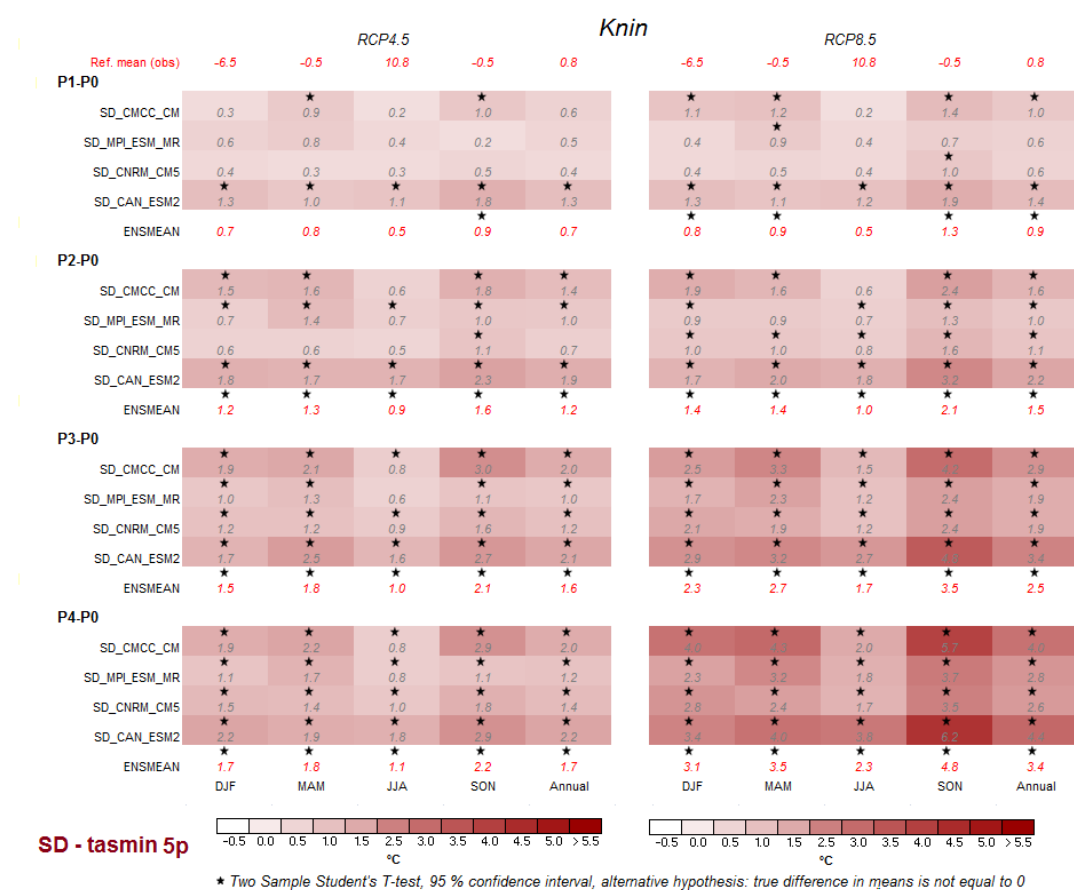 Knin
RCP4.5 RCP8.5
Ref. mean (obs) -6.5 -0.5 10.8 -0.5 0.8 -6.5 -0.5 10.8 -0.5 0.8
P1-P0
★ ★ ★ ★ ★ ★
SD_CMCC_CM 0.3 0.9 0.2 1.0 0.6 1.1 1.2 0.2 1.4 1.0
★
SD_MPI_ESM_MR 0.6 0.8 0.4 0.2 0.5 0.4 0.9 0.4 0.7 0.6
★
SD_CNRM_CM5 0.4 0.3 0.3 0.5 0.4 0.4 0.5 0.4 1.0 0.6
★ ★ ★ ★ ★ ★ ★ ★ ★ ★
SD_CAN_ESM2 1.3 1.0 1.1 1.8 1.3 1.3 1.1 1.2 1.9 1.4
★ ★ ★ ★ ★
ENSMEAN 0.7 0.8 0.5 0.9 0.7 0.8 0.9 0.5 1.3 0.9
P2-P0
★ ★ ★ ★ ★ ★ ★ ★
SD_CMCC_CM 1.5 1.6 0.6 1.8 1.4 1.9 1.6 0.6 2.4 1.6
★ ★ ★ ★ ★ ★ ★ ★ ★
SD_MPI_ESM_MR 0.7 1.4 0.7 1.0 1.0 0.9 0.9 0.7 1.3 1.0
★ ★ ★ ★ ★ ★
SD_CNRM_CM5 0.6 0.6 0.5 1.1 0.7 1.0 1.0 0.8 1.6 1.1
★ ★ ★ ★ ★ ★ ★ ★ ★ ★
SD_CAN_ESM2 1.8 1.7 1.7 2.3 1.9 1.7 2.0 1.8 3.2 2.2
★ ★ ★ ★ ★ ★ ★ ★ ★ ★
ENSMEAN 1.2 1.3 0.9 1.6 1.2 1.4 1.4 1.0 2.1 1.5
P3-P0
★ ★ ★ ★ ★ ★ ★ ★ ★ ★
SD_CMCC_CM 1.9 2.1 0.8 3.0 2.0 2.5 3.3 1.5 2.9
★ ★ ★ ★ ★ ★ ★ ★ ★ ★
SD_MPI_ESM_MR 1.0 1.3 0.6 1.1 1.0 1.7 2.3 1.2 2.4 1.9
★ ★ ★ ★ ★ ★ ★ ★ ★ ★
SD_CNRM_CM5 1.2 1.2 0.9 1.6 1.2 2.1 1.9 1.2 2.4 1.9
★ ★ ★ ★ ★ ★ ★ ★ ★ ★
SD_CAN_ESM2 1.7 2.5 1.6 2.7 2.1 2.9 3.2 2.7 3.4
★ ★ ★ ★ ★ ★ ★ ★ ★ ★
ENSMEAN 1.5 1.8 1.0 2.1 1.6 2.3 2.7 1.7 3.5 2.5
P4-P0
★ ★ ★ ★ ★ ★ ★ ★ ★ ★
SD_CMCC_CM 1.9 2.2 0.8 2.9 2.0 4.0 2.0 5.7 4.0
★ ★ ★ ★ ★ ★ ★ ★ ★ ★
SD_MPI_ESM_MR 1.1 1.7 0.8 1.1 1.2 2.3 3.2 1.8 3.7 2.8
★ ★ ★ ★ ★ ★ ★ ★ ★ ★
SD_CNRM_CM5 1.5 1.4 1.0 1.8 1.4 2.8 2.4 1.7 3.5 2.6
★ ★ ★ ★ ★ ★ ★ ★ ★ ★
SD_CAN_ESM2 2.2 1.9 1.8 2.9 2.2 3.4 4.0 3.8 6.2 4.4
★ ★ ★ ★ ★ ★ ★ ★ ★ ★
ENSMEAN 1.7 1.8 1.1 2.2 1.7 3.1 3.5 2.3 4.8 3.4
DJF MAM JJA SON Annual DJF MAM JJA SON Annual
SD - tasmin 5p
-0.5 0.0 0.5 1.0 1.5 2.5 3.0 3.5 4.0 4.5 5.0 > 5.5 -0.5 0.0 0.5 1.0 1.5 2.5 3.0 3.5 4.0 4.5 5.0 > 5.5
°C °C
★ Two Sample Student's T-test, 95 % confidence interval, alternative hypothesis: true difference in means is not equal to 0